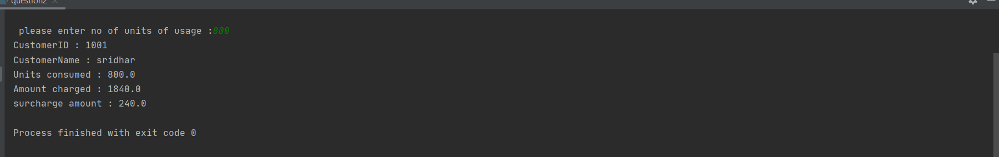 question2
please enter no of units of usage :800
CustomerID : 1001
CustomerName : sridhar
Units consumed : 800.0
Amount charged : 1840.0
surcharge amount : 240.0
Process finished with exit code 0